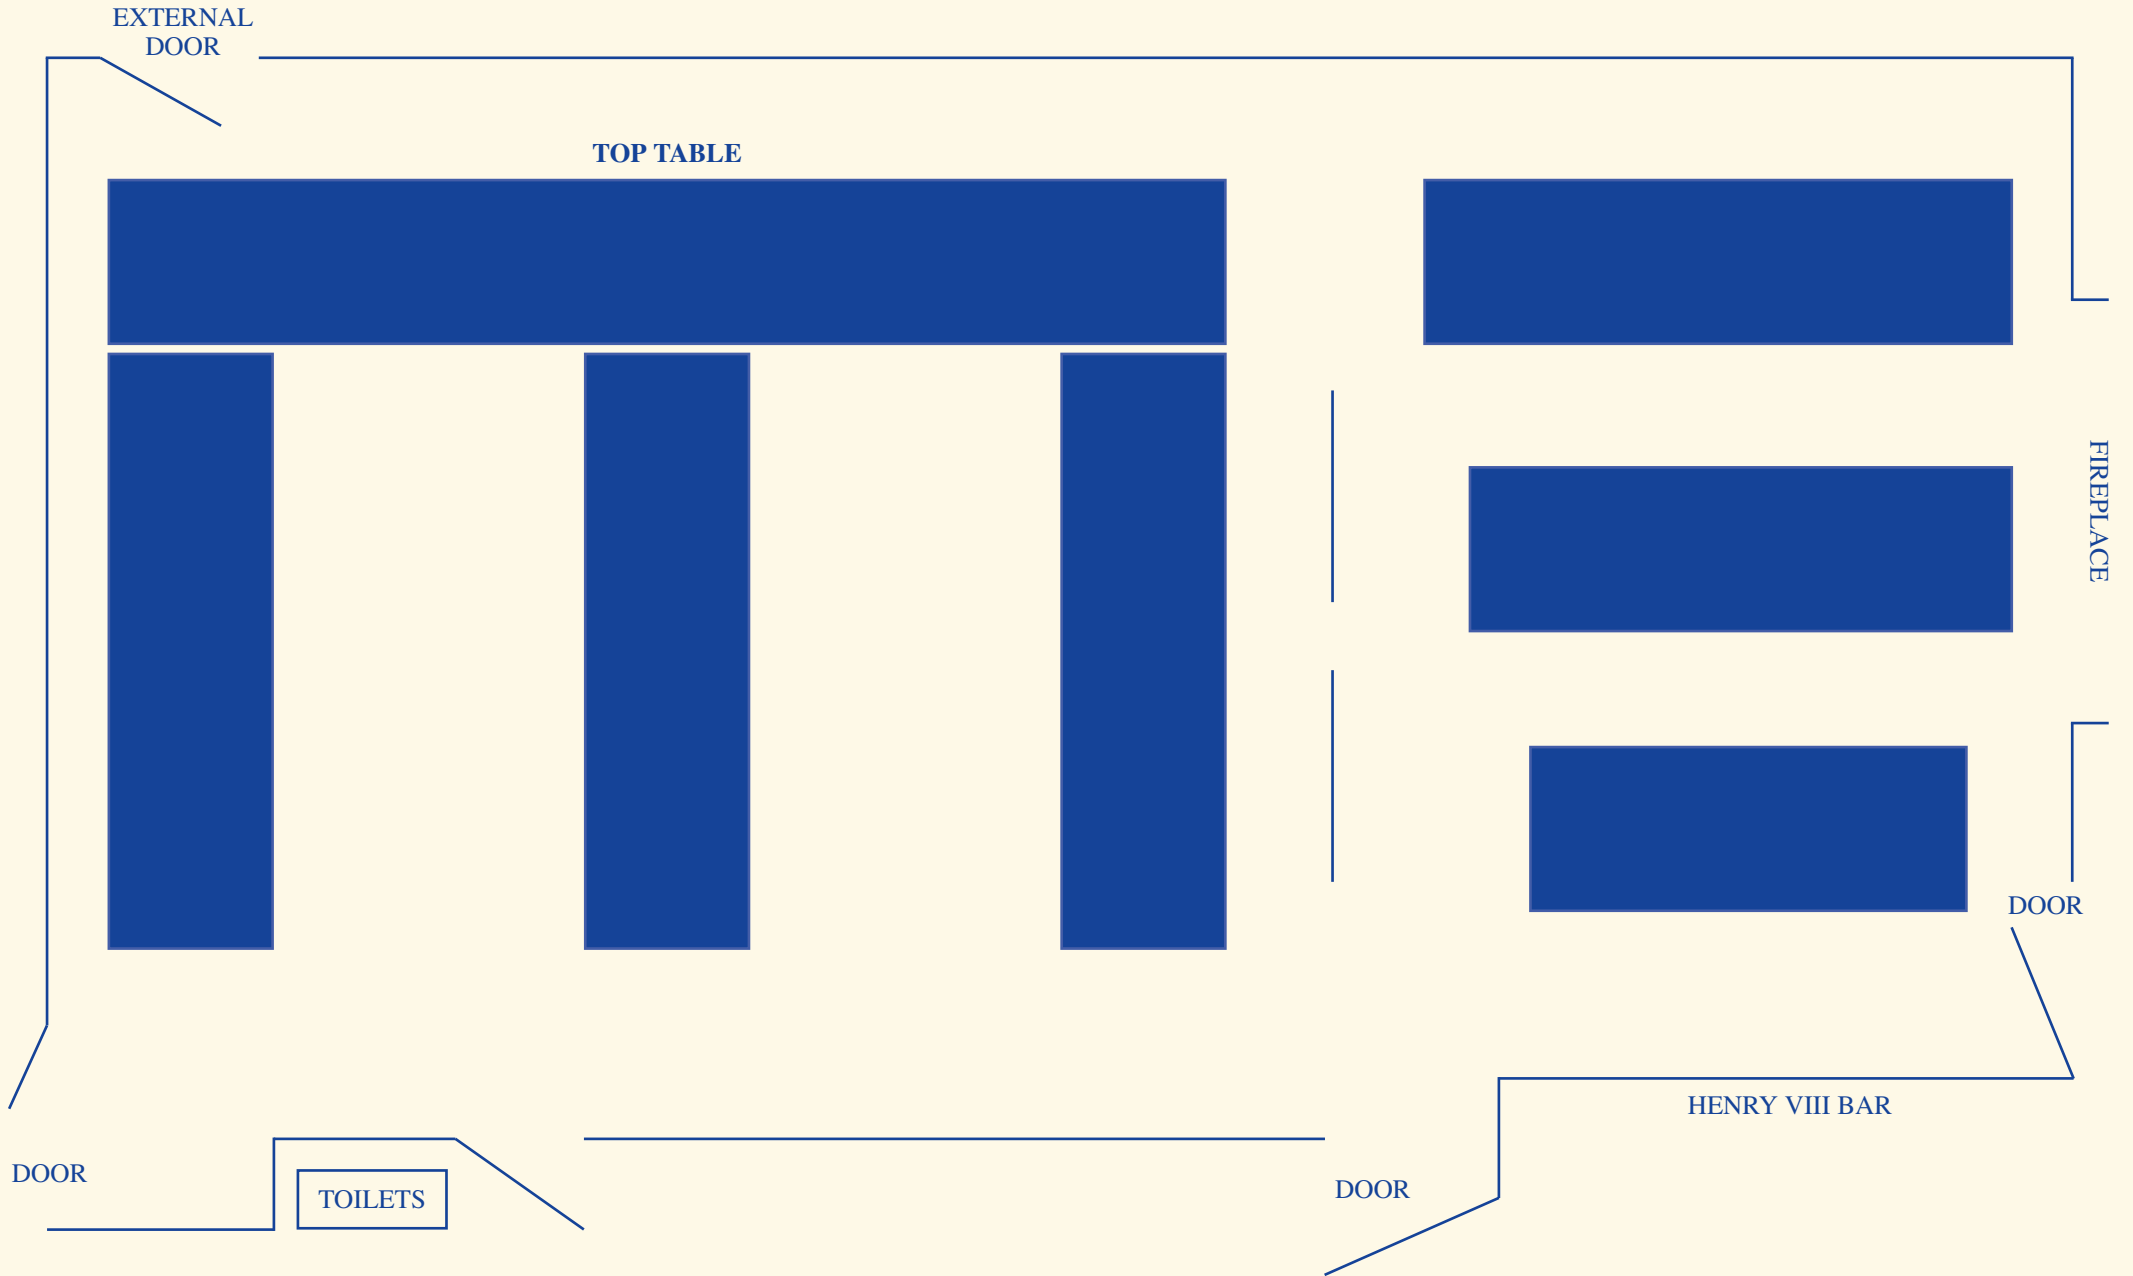 EXTERNAL
DOOR
TOP TABLE
FIREPLACE
DOOR
HENRY VIII BAR
DOOR
TOILETS
DOOR